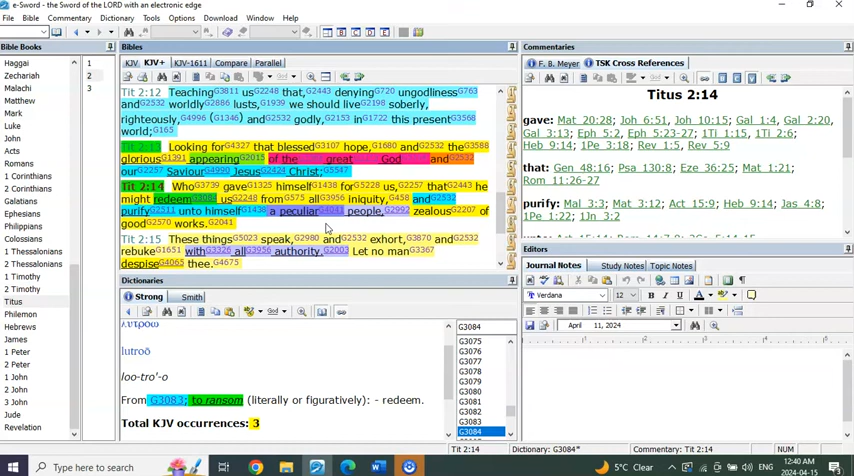 e-Sword - the Sword of the LORD with an electronic edge
File Bible Commentary Dictionary Tools Options Download Window Help
Bible Books
Haggai 1
Zechariah 2
Malachi 3
Matthew
Mark
Luke
John
Acts
Romans
1 Corinthians
2 Corinthians
Galatians
Ephesians
Philippians
Colossians
1 Thessalonians
2 Thessalonians
1 Timothy
2 Timothy
Titus
Philemon
Hebrews
James
1 Peter
2 Peter
1 John
2 John
3 John
Jude
Revelation
Bibles
KJV KJV+ KJV-1611 Compare Parallel
Tit 2:12 Teaching G3811 us G2248 that, G2443 denying G720 ungodliness G763
and G2532 worldly G2886 lusts, G1939 we should live G2198 soberly,
righteously, G4996 (G1346) and G2532 godly, G2153 in G1722 this present G3568
world; G165
Tit 2:13 Looking for G4327 that blessed G3107 hope, G1680 and G2532 the
glorious G1391 appearing G2015 of the great God and G2532
our G2257 Saviour G4990 Jesus G2424 Christ; G5547
Tit 2:14 Who G3739 gave G1325 himself G1438 for G5228 us, G2257 that G2443 he
might redeem G3084 us G2248 from G575 all G3956 iniquity, G458 and G2532
purify G2511 unto himself G1438 a peculiar G4041 people, G2992 zealous G2207 of
good G2570 works. G2041
Tit 2:15 These things G5023 speak, G2980 and G2532 exhort, G3870 and G2532
rebuke G1651 with G3326 all G3956 authority. G2003 Let no man G3367
despise G4065 thee. G4675
Dictionaries
Strong Smith
λυτρόω
lutroō
loo-tro'-o
From G3083; to ransom (literally or figuratively): - redeem.
Total KJV occurrences: 3
G3084
G3075
G3076
G3077
G3078
G3079
G3080
G3081
G3082
G3083
G3084
Commentaries
F. B. Meyer TSK Cross References
Titus 2:14
gave: Mat 20:28; Joh 6:51; Joh 10:15; Gal 1:4; Gal 2:20;
Gal 3:13; Eph 5:2; Eph 5:23-27; 1Ti 1:15; 1Ti 2:6;
Heb 9:14; 1Pe 3:18; Rev 1:5; Rev 5:9
that: Gen 48:16; Psa 130:8; Eze 36:25; Mat 1:21;
Rom 11:26-27
purify: Mal 3:3; Mat 3:12; Act 15:9; Heb 9:14; Jas 4:8;
1Pe 1:22; 1Jn 3:2
Editors
Journal Notes Study Notes Topic Notes
Verdana 12 B I U A
April 11, 2024
Tit 2:14 Dictionary: G3084* Commentary: Tit 2:14 NUM
Type here to search
5°C Clear
ENG
12:40 AM
2024-04-15